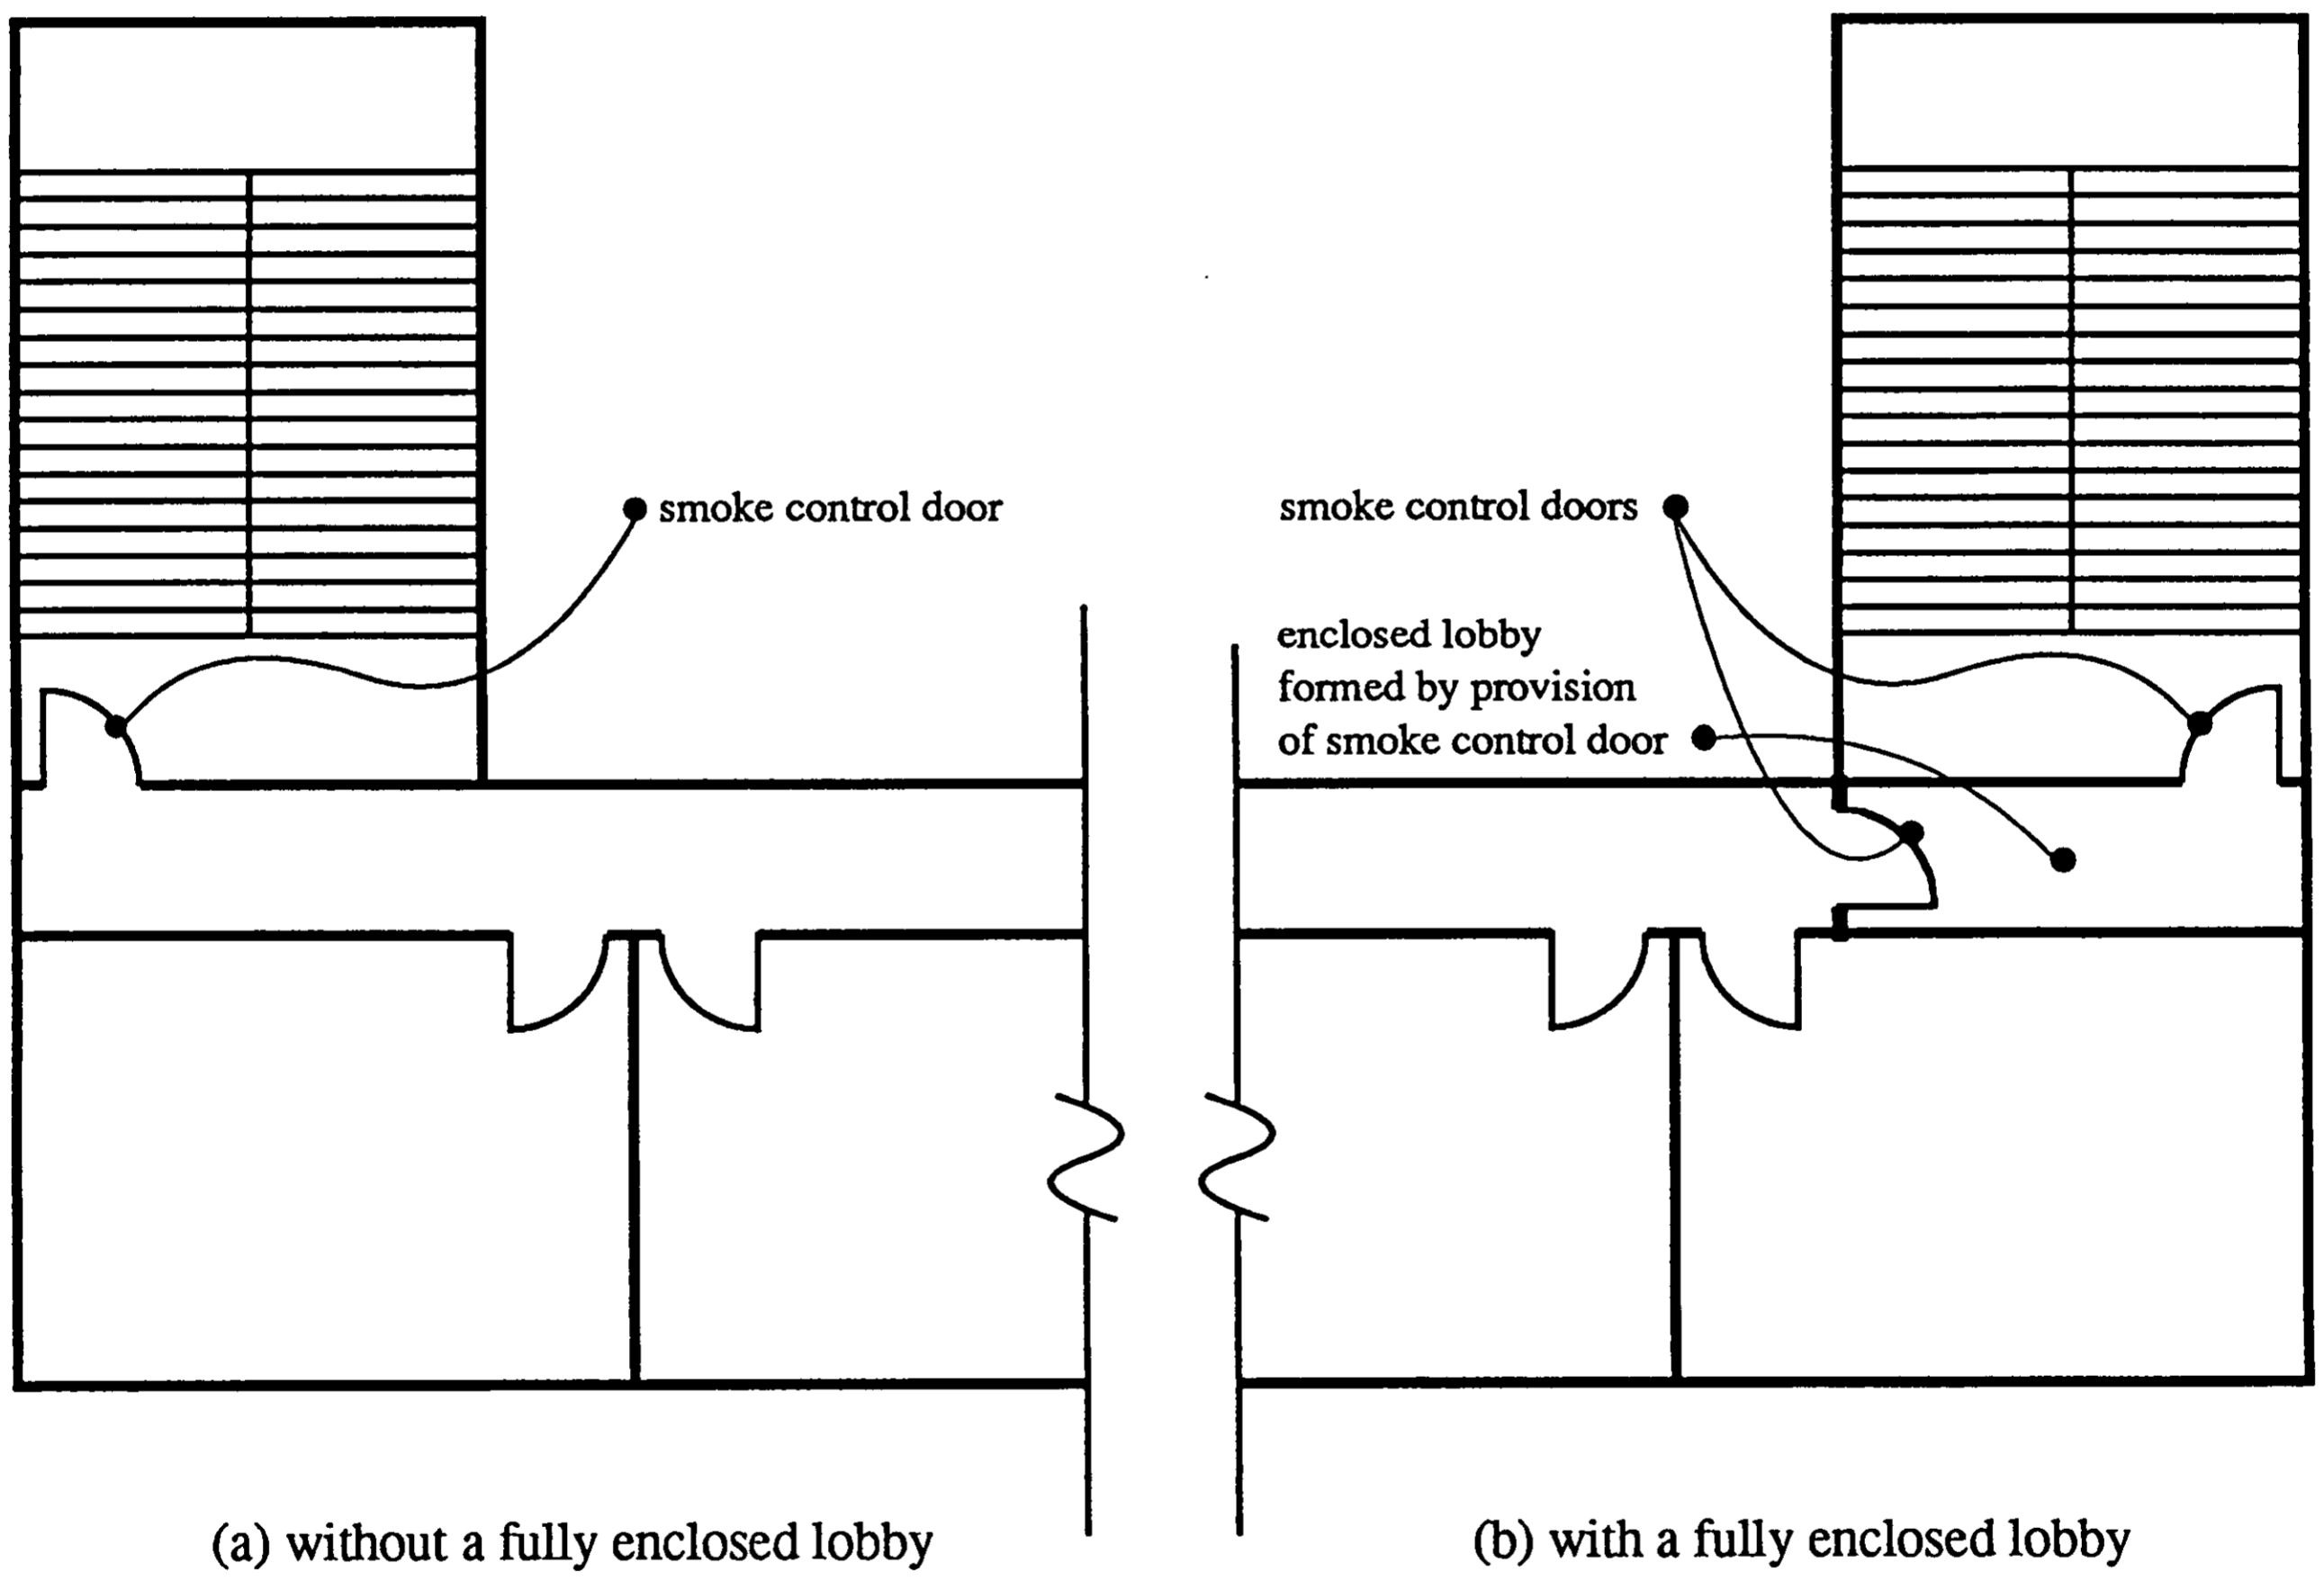 smoke control door
smoke control doors
enclosed lobby
formed by provision
of smoke control door
(a) without a fully enclosed lobby
(b) with a fully enclosed lobby